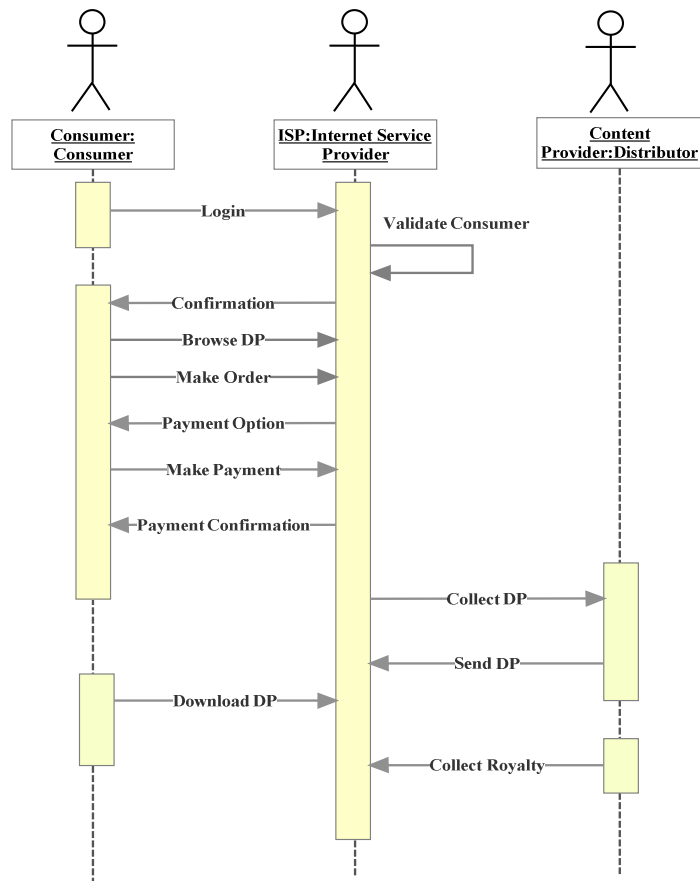 Consumer:
Consumer
ISP:Internet Service
Provider
Content
Provider:Distributor
Login
Validate Consumer
Confirmation
Browse DP
Make Order
Payment Option
Make Payment
Payment Confirmation
Collect DP
Send DP
Download DP
Collect Royalty